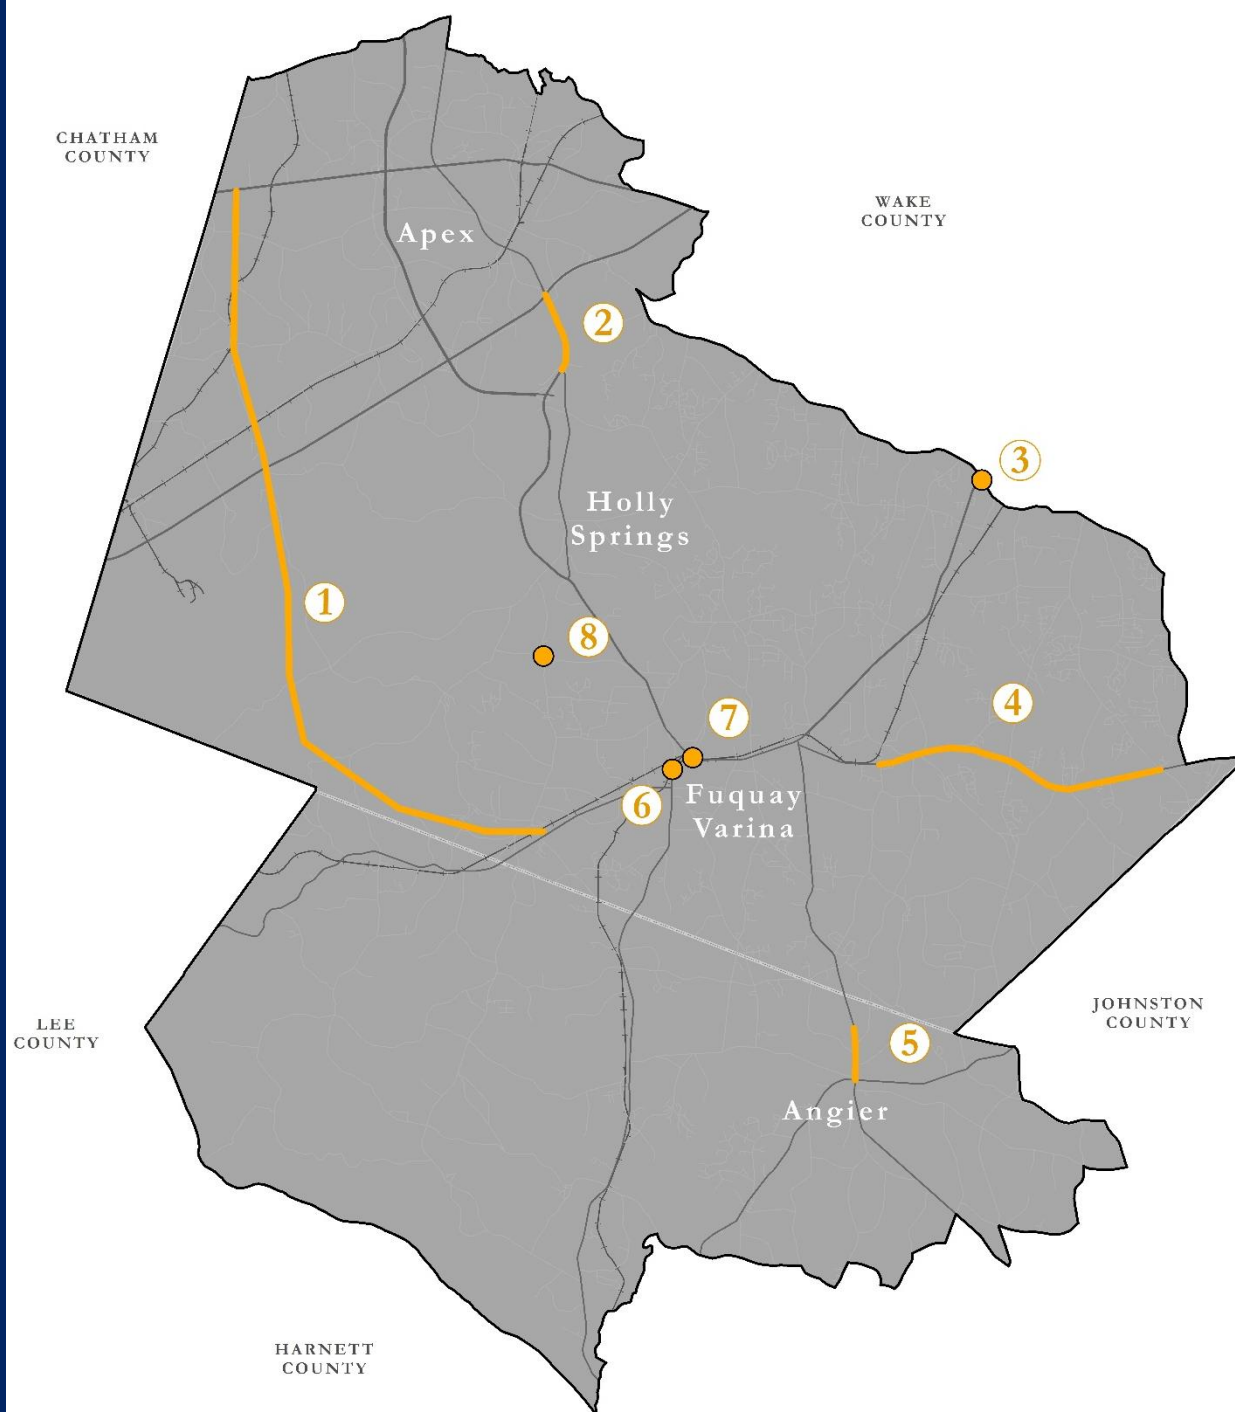 CHATHAM
COUNTY
WAKE
COUNTY
Apex
2
3
Holly
Springs
1
8
4
7
6
Fuquay
Varina
JOHNSTON
COUNTY
LEE
COUNTY
5
Angier
HARNETT
COUNTY